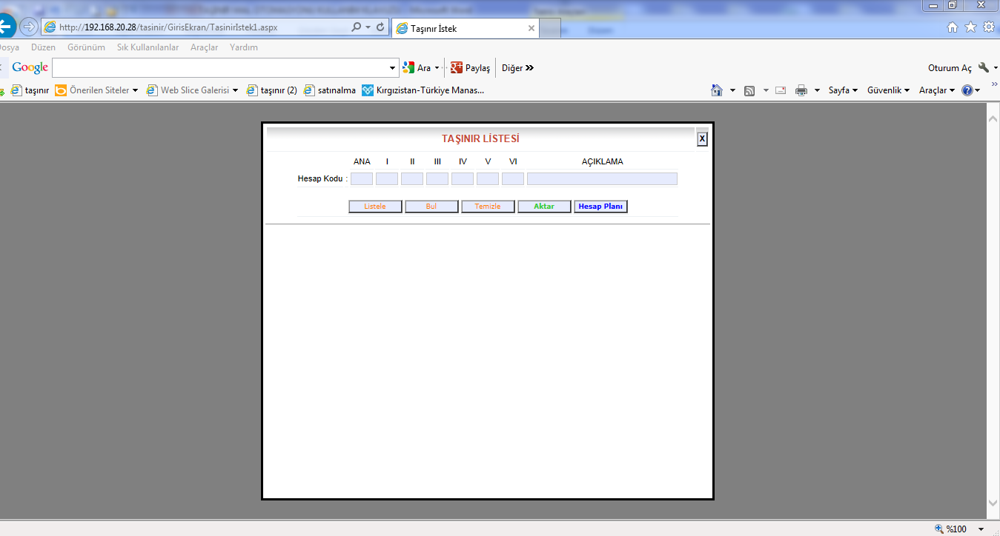 http://192.168.20.28/tasinir/GirisEkran/TasinirIstek1.aspx
Taşınır İstek
osya Düzen Görünüm Sık Kullanılanlar Araçlar Yardım
Google Ara Paylaş Diğer »
Oturum Aç
taşınır Önerilen Siteler Web Slice Galerisi taşınır (2) satınalma Kırgızistan-Türkiye Manas...
Sayfa Güvenlik Araçlar »
TAŞINIR LİSTESİ X
ANA I II III IV V VI AÇIKLAMA
Hesap Kodu :
Listele Bul Temizle Aktar Hesap Planı
%100